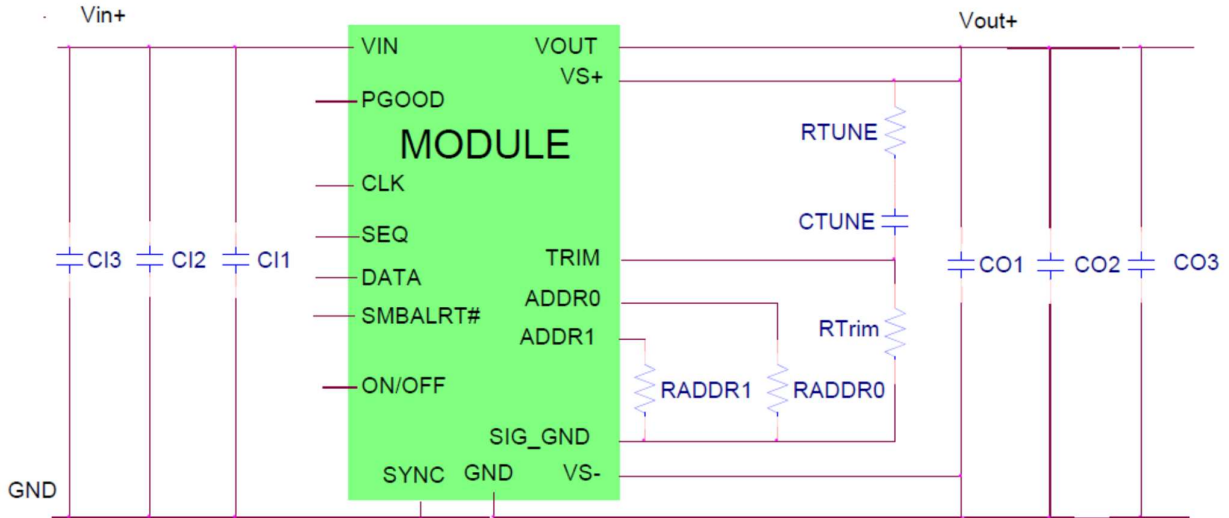 Vin+
Vout+
VIN
VOUT
VS+
PGOOD
RTUNE
MODULE
CLK
CTUNE
SEQ
TRIM
CI3
CI2
CI1
CO1
CO2
CO3
DATA
ADDR0
SMBALRT#
RTrim
ADDR1
ON/OFF
RADDR1
RADDR0
SIG_GND
SYNC
GND
VS-
GND